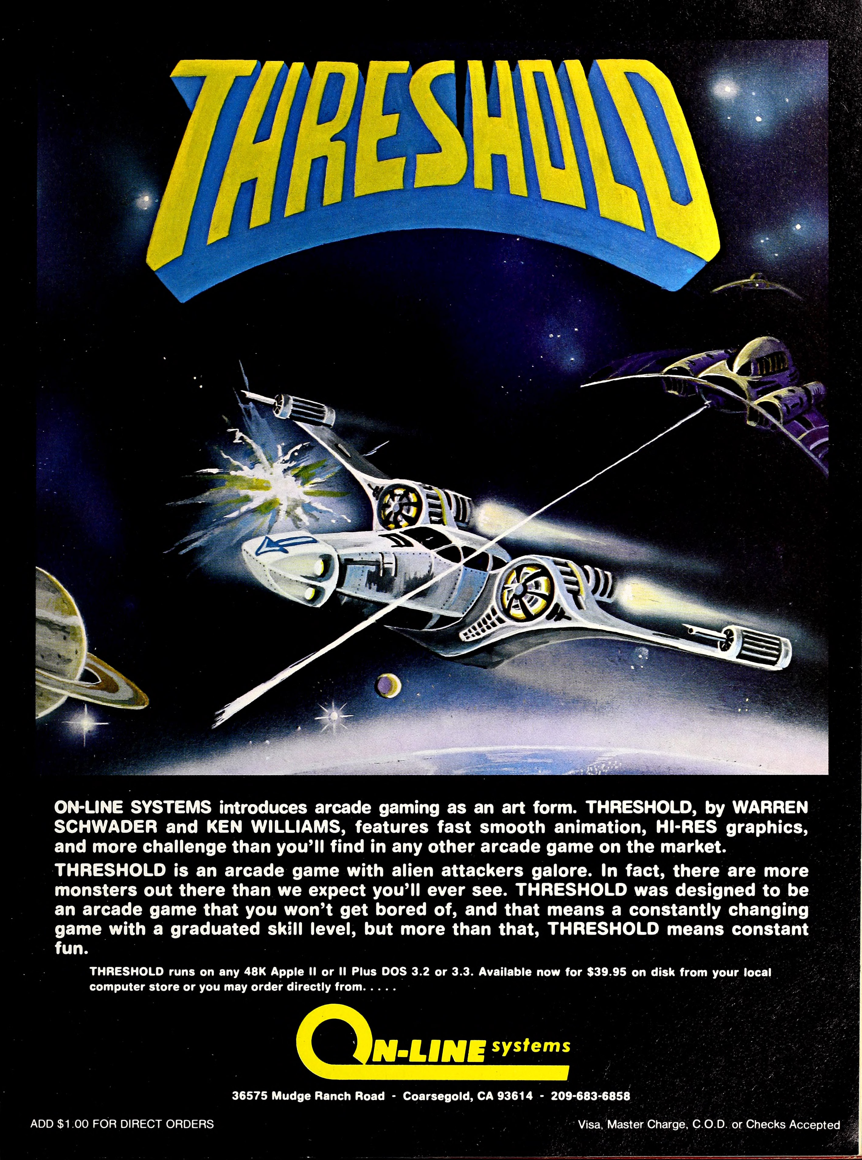 THRESHOLD
ON-LINE SYSTEMS introduces arcade gaming as an art form. THRESHOLD, by WARREN
SCHWADER and KEN WILLIAMS, features fast smooth animation, HI-RES graphics,
and more challenge than you'll find in any other arcade game on the market.
THRESHOLD is an arcade game with alien attackers galore. In fact, there are more
monsters out there than we expect you'll ever see. THRESHOLD was designed to be
an arcade game that you won't get bored of, and that means a constantly changing
game with a graduated skill level, but more than that, THRESHOLD means constant
fun.
THRESHOLD runs on any 48K Apple II or II Plus DOS 3.2 or 3.3. Available now for $39.95 on disk from your local
computer store or you may order directly from. . . . .
ON-LINE systems
36575 Mudge Ranch Road - Coarsegold, CA 93614 - 209-683-6858
ADD $1.00 FOR DIRECT ORDERS
Visa, Master Charge, C.O.D. or Checks Accepted